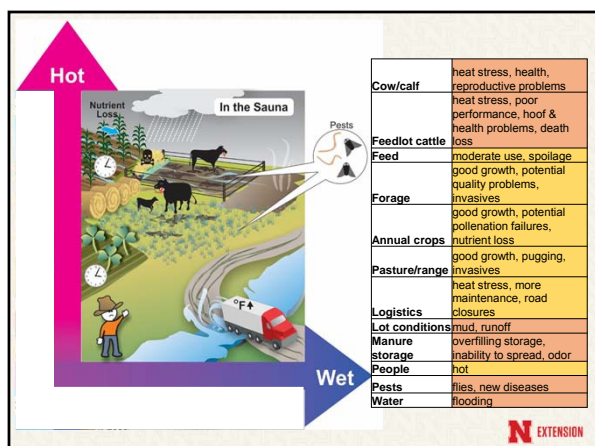 Hot
Nutrient
Loss
In the Sauna
Pests
°F
Wet
Cow/calf heat stress, health,
reproductive problems
Feedlot cattle heat stress, poor
performance, hoof &
health problems, death
loss
Feed moderate use, spoilage
Forage good growth, potential
quality problems,
invasives
Annual crops good growth, potential
pollenation failures,
nutrient loss
Pasture/range good growth, pugging,
invasives
Logistics heat stress, more
maintenance, road
closures
Lot conditions mud, runoff
Manure
storage overfilling storage,
inability to spread, odor
People hot
Pests flies, new diseases
Water flooding
N EXTENSION